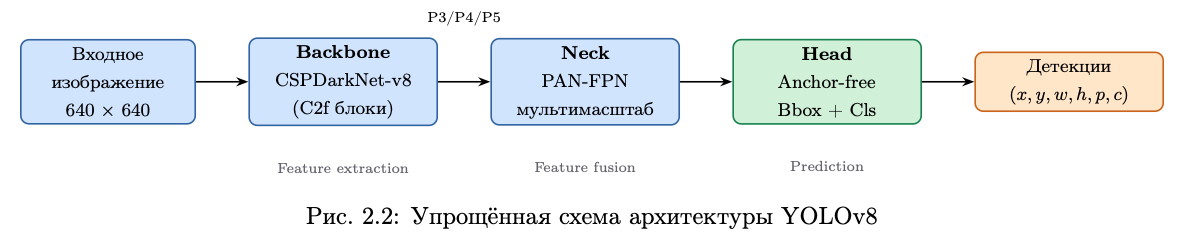 P3/P4/P5
Входное
изображение
640 × 640
Backbone
CSPDarkNet-v8
(C2f блоки)
Neck
PAN-FPN
мультимасштаб
Head
Anchor-free
Bbox + Cls
Детекции
(x, y, w, h, p, c)
Feature extraction
Feature fusion
Prediction
Рис. 2.2: Упрощённая схема архитектуры YOLOv8